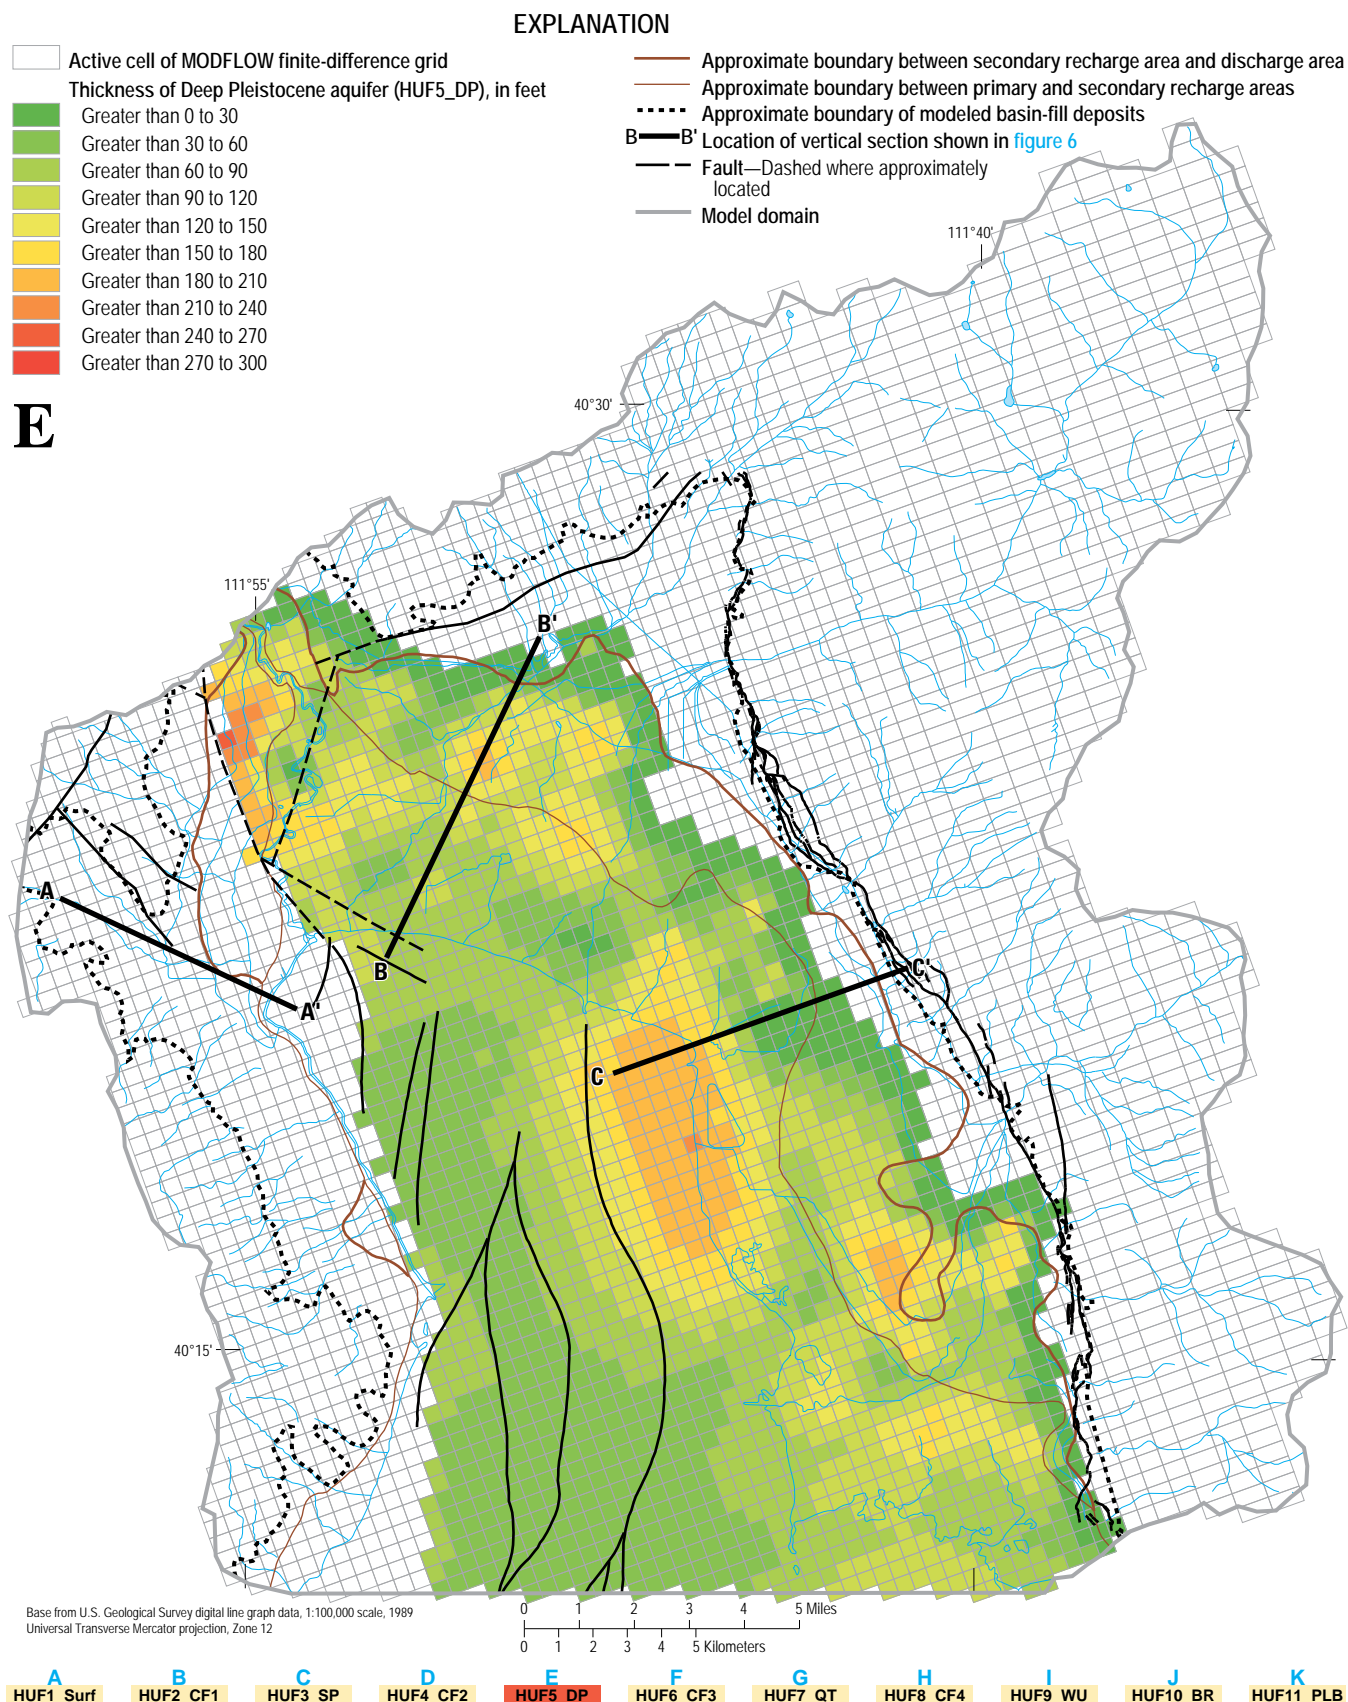 EXPLANATION
Active cell of MODFLOW finite-difference grid
Thickness of Deep Pleistocene aquifer (HUF5_DP), in feet
Greater than 0 to 30
Greater than 30 to 60
Greater than 60 to 90
Greater than 90 to 120
Greater than 120 to 150
Greater than 150 to 180
Greater than 180 to 210
Greater than 210 to 240
Greater than 240 to 270
Greater than 270 to 300
Approximate boundary between secondary recharge area and discharge area
Approximate boundary between primary and secondary recharge areas
Approximate boundary of modeled basin-fill deposits
B B' Location of vertical section shown in figure 6
Fault—Dashed where approximately
located
Model domain
E
111°40'
40°30'
111°55'
B'
A
B
C'
A'
C
40°15'
Base from U.S. Geological Survey digital line graph data, 1:100,000 scale, 1989
Universal Transverse Mercator projection, Zone 12
0 1 2 3 4 5 Miles
0 1 2 3 4 5 Kilometers
A B C D E F G H I J K
HUF1_Surf HUF2_CF1 HUF3_SP HUF4_CF2 HUF5_DP HUF6_CF3 HUF7_QT HUF8_CF4 HUF9_WU HUF10_BR HUF11_PLB